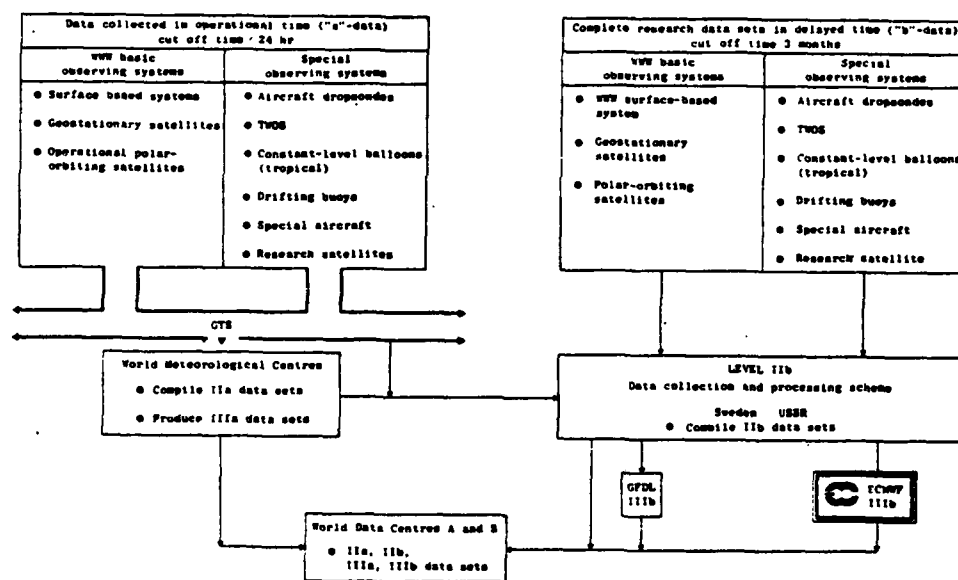 Data collected in operational time ("a"-data)
cut off time 24 hr
WWW basic
observing systems
● Surface based systems
● Geostationary satellites
● Operational polar-
orbiting satellites
Special
observing systems
● Aircraft dropsondes
● TWOS
● Constant-level balloons
(tropical)
● Drifting buoys
● Special aircraft
● Research satellites
Complete research data sets in delayed time ("b"-data)
cut off time 3 months
WWW basic
observing systems
● WWW surface-based
system
● Geostationary
satellites
● Polar-orbiting
satellites
Special
observing systems
● Aircraft dropsondes
● TWOS
● Constant-level balloons
(tropical)
● Drifting buoys
● Special aircraft
● Research satellite
GTS
World Meteorological Centres
● Compile IIa data sets
● Produce IIIa data sets
LEVEL IIb
Data collection and processing scheme
Sweden USSR
● Compile IIb data sets
GFDL
IIIb
ECMWF
IIIb
World Data Centres A and B
● IIa, IIb,
IIIa, IIIb data sets